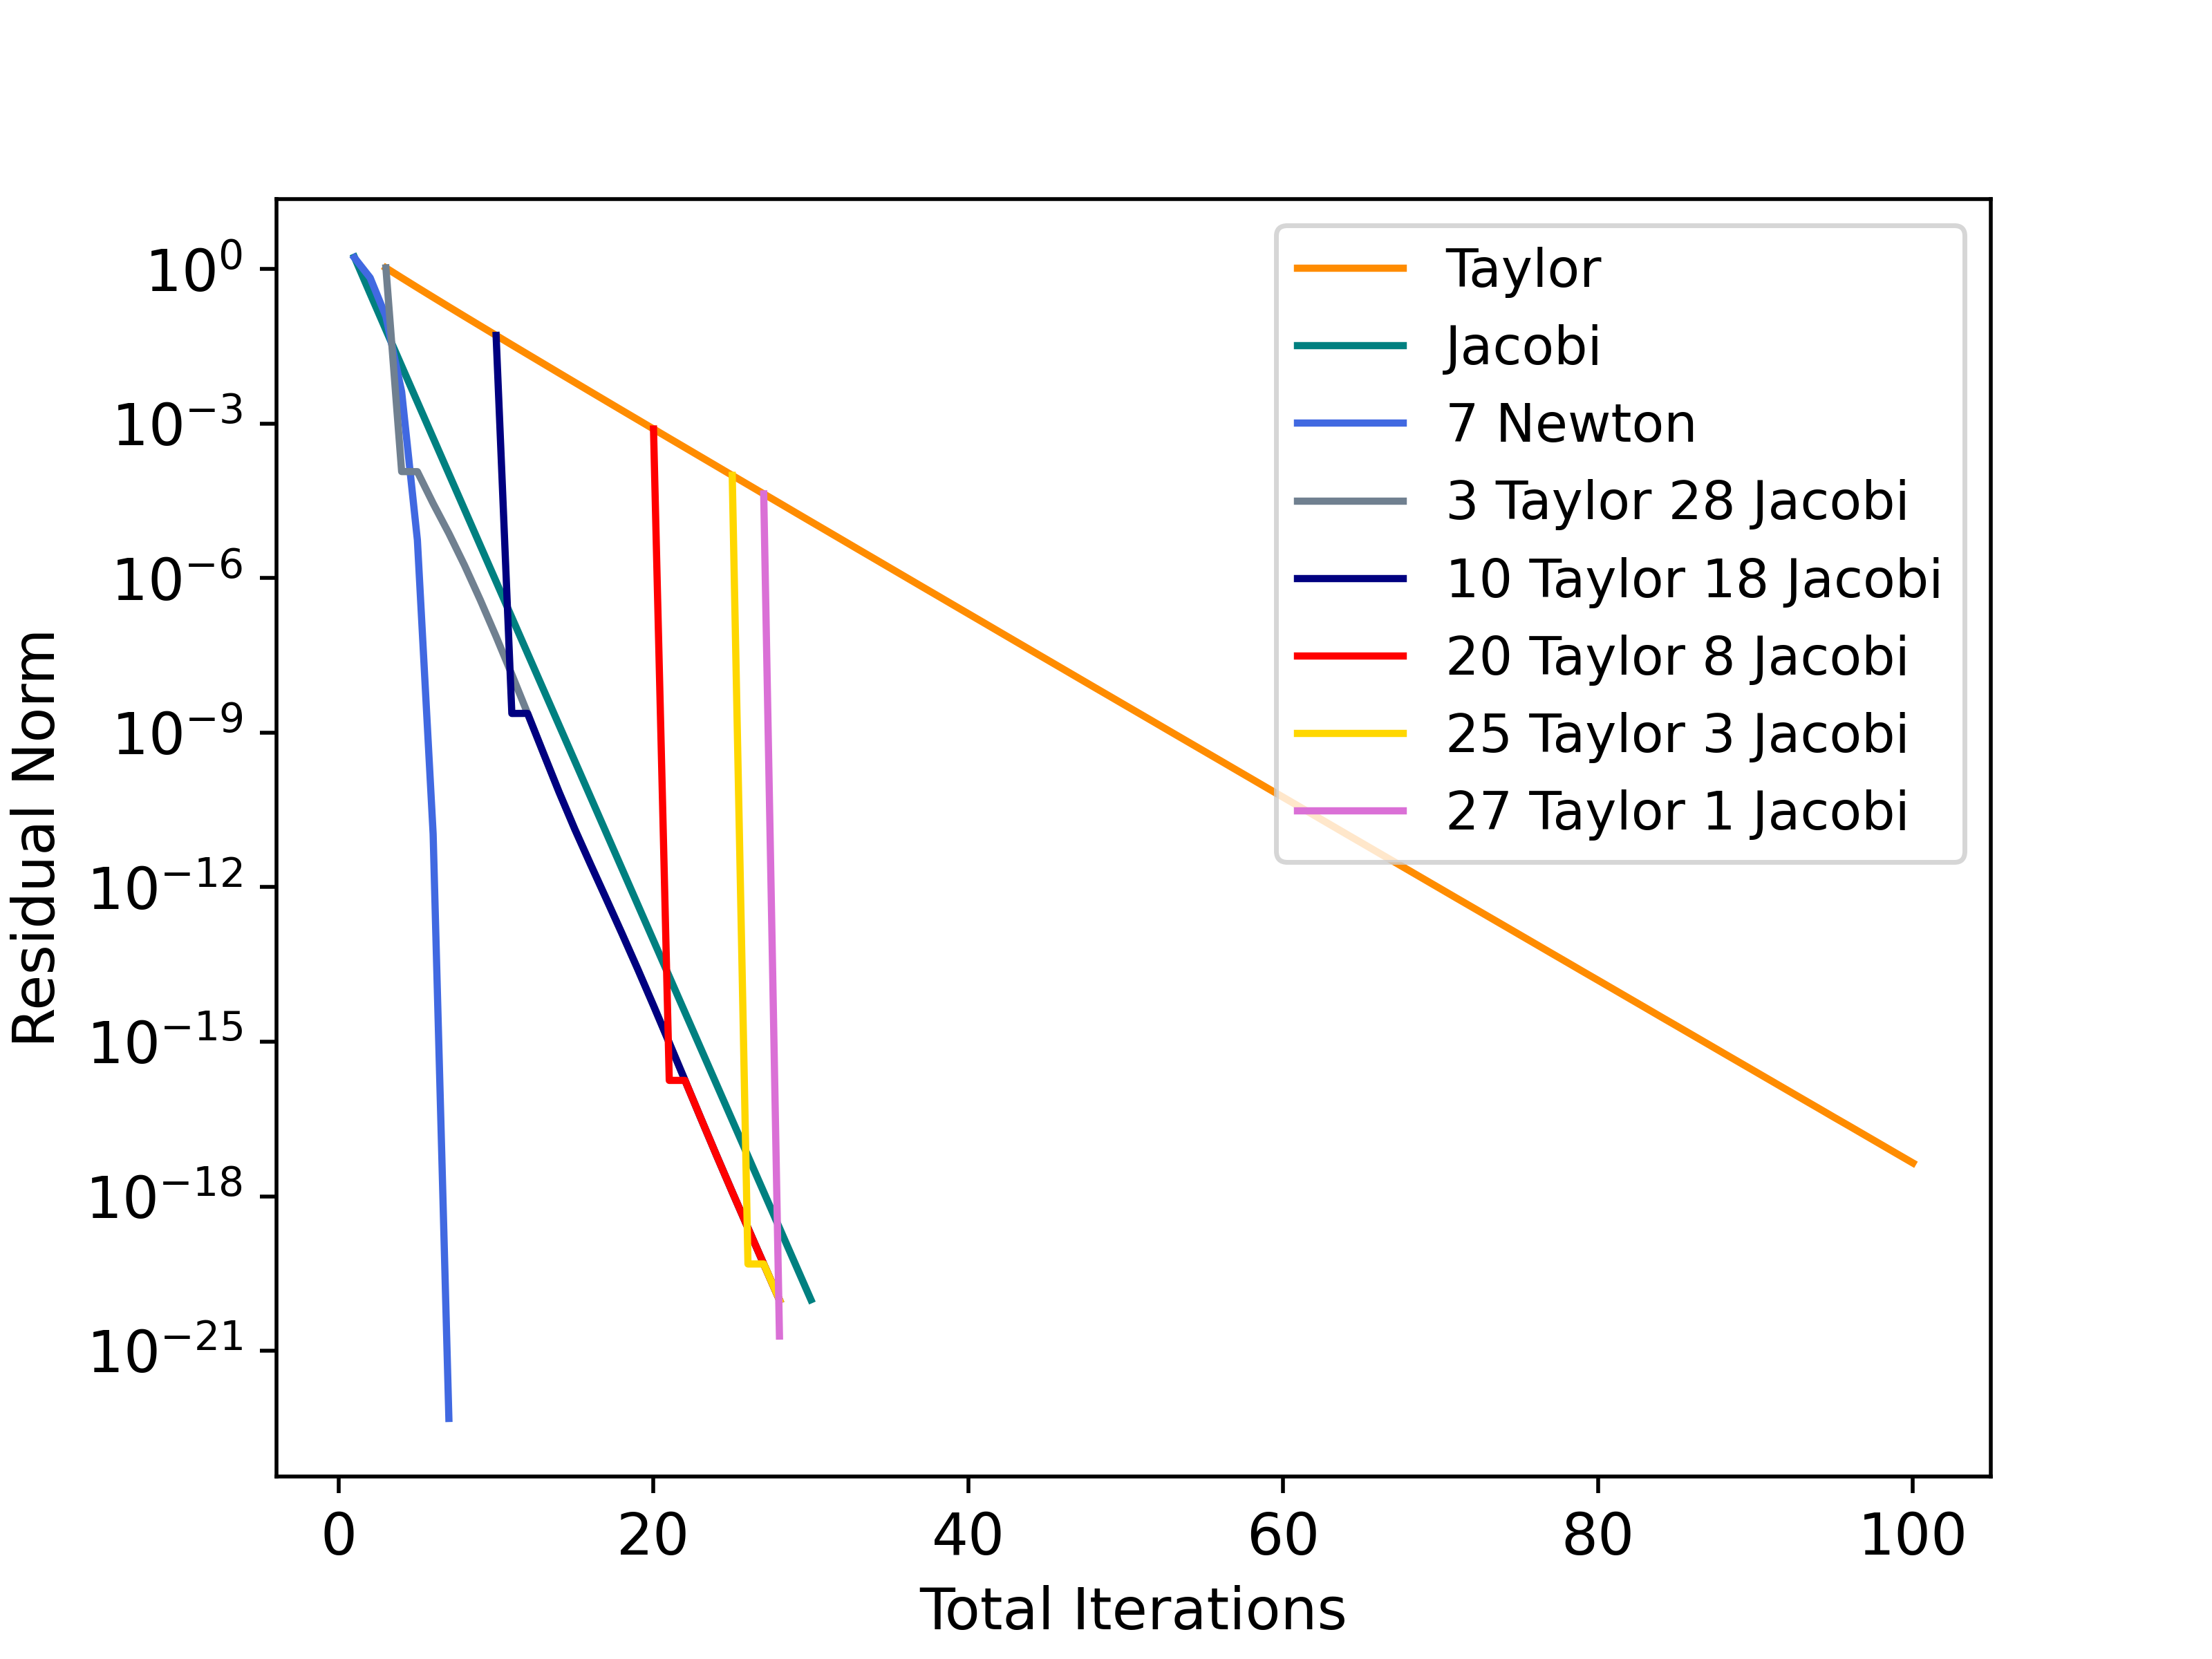 10⁰
10⁻³
10⁻⁶
10⁻⁹
10⁻¹²
10⁻¹⁵
10⁻¹⁸
10⁻²¹
Residual Norm
Taylor
Jacobi
7 Newton
3 Taylor 28 Jacobi
10 Taylor 18 Jacobi
20 Taylor 8 Jacobi
25 Taylor 3 Jacobi
27 Taylor 1 Jacobi
0 20 40 60 80 100
Total Iterations